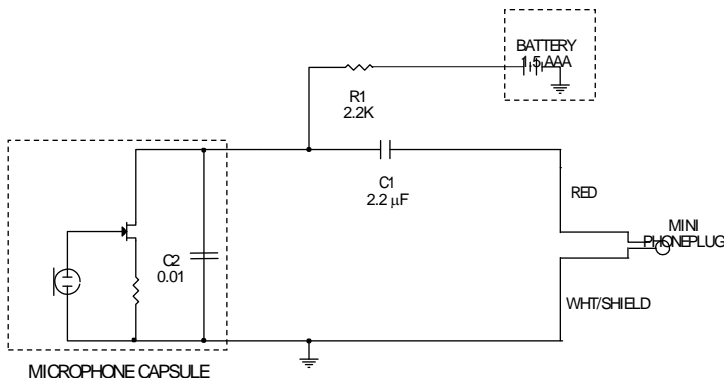 BATTERY
1.5 AAA
R1
2.2K
C1
2.2 µF
RED
MINI
PHONEPLUG
C2
0.01
WHT/SHIELD
MICROPHONE CAPSULE